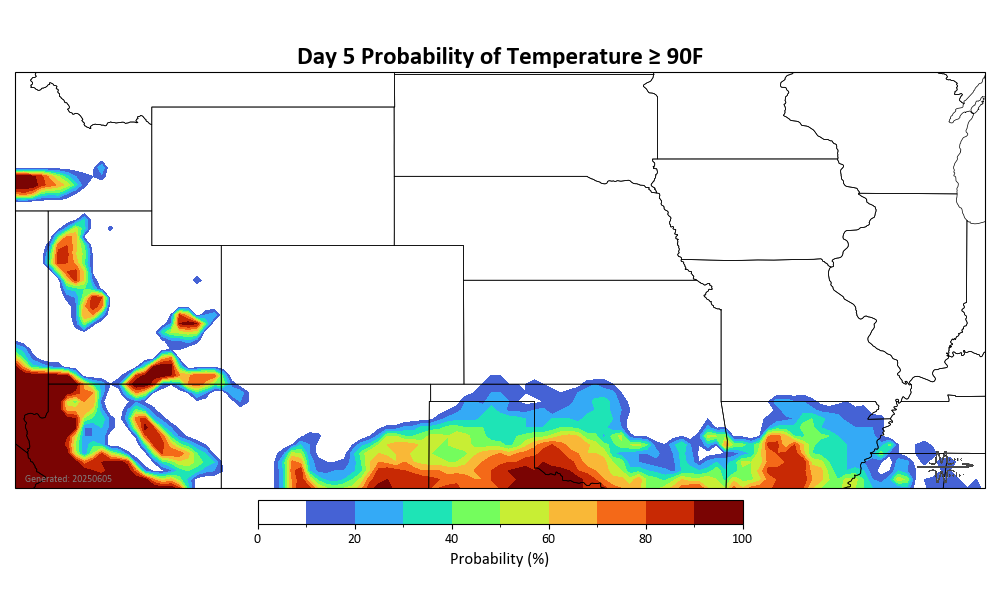 Day 5 Probability of Temperature ≥ 90F
Generated: 20250605
0 20 40 60 80 100
Probability (%)